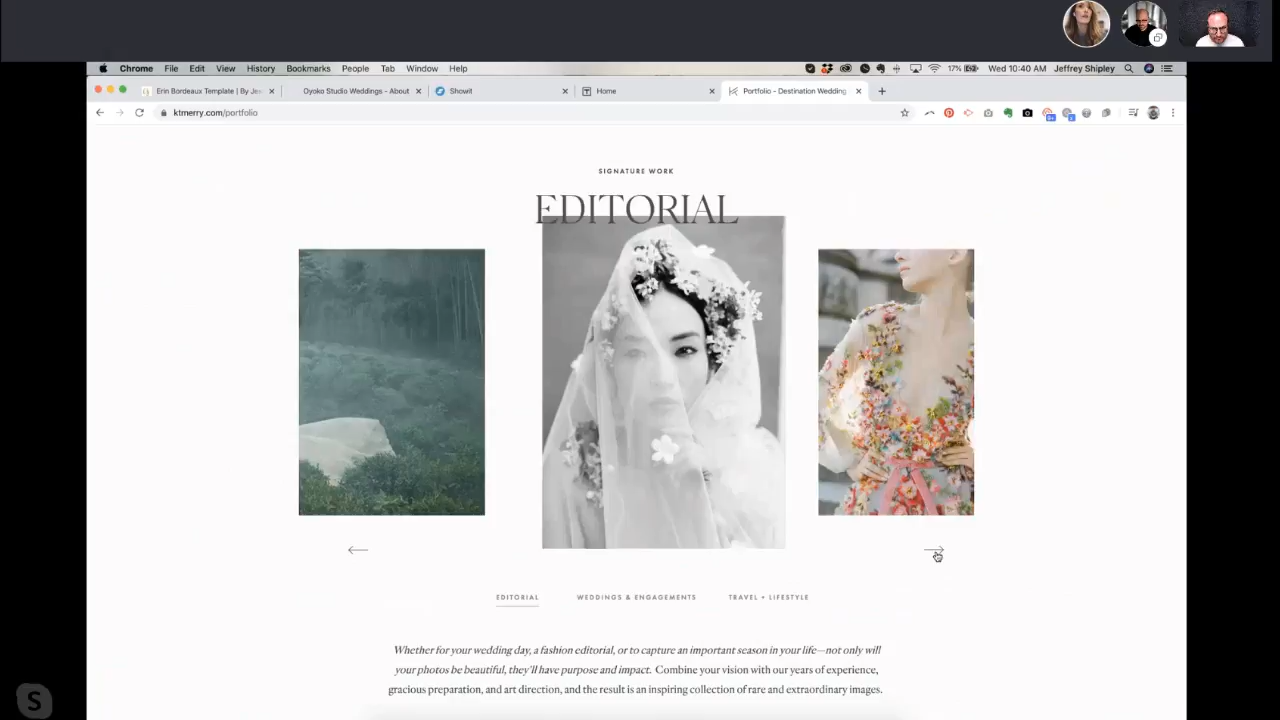 Chrome File Edit View History Bookmarks People Tab Window Help
17% Wed 10:40 AM Jeffrey Shipley
Erin Bordeaux Template | By Je
Oyoko Studio Weddings - About
Showit
Home
Portfolio - Destination Wedding
ktmerry.com/portfolio
SIGNATURE WORK
EDITORIAL
EDITORIAL
WEDDINGS & ENGAGEMENTS
TRAVEL + LIFESTYLE
Whether for your wedding day, a fashion editorial, or to capture an important season in your life—not only will
your photos be beautiful, they'll have purpose and impact. Combine your vision with our years of experience,
gracious preparation, and art direction, and the result is an inspiring collection of rare and extraordinary images.
S